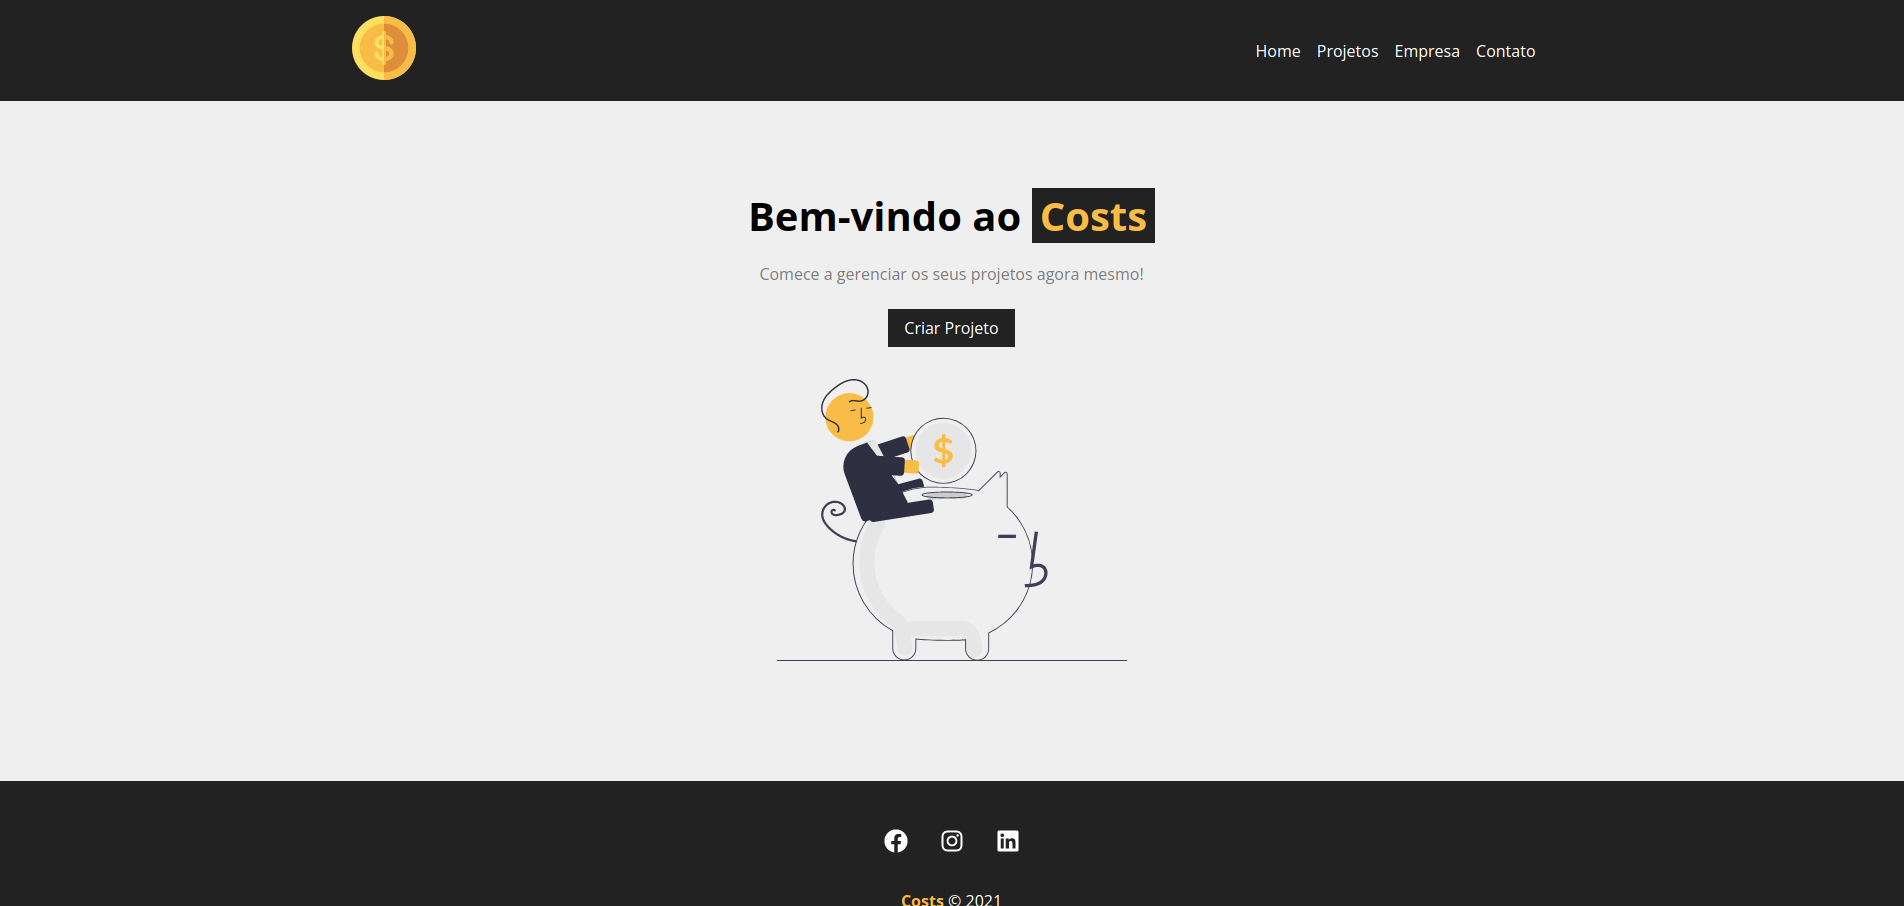 $
Home Projetos Empresa Contato
Bem-vindo ao Costs
Comece a gerenciar os seus projetos agora mesmo!
Criar Projeto
$
Costs © 2021